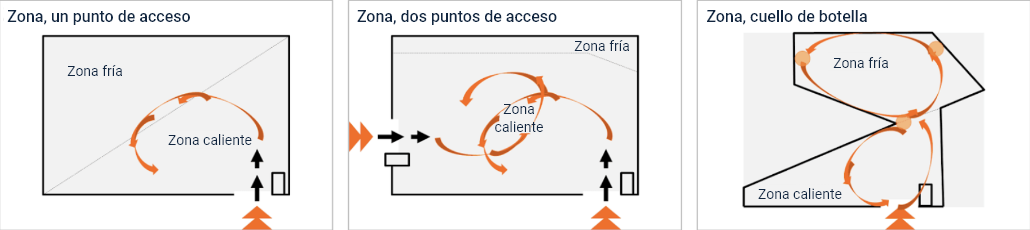 Zona, un punto de acceso
Zona fría
Zona caliente
Zona, dos puntos de acceso
Zona fría
Zona
caliente
Zona, cuello de botella
Zona fría
Zona caliente